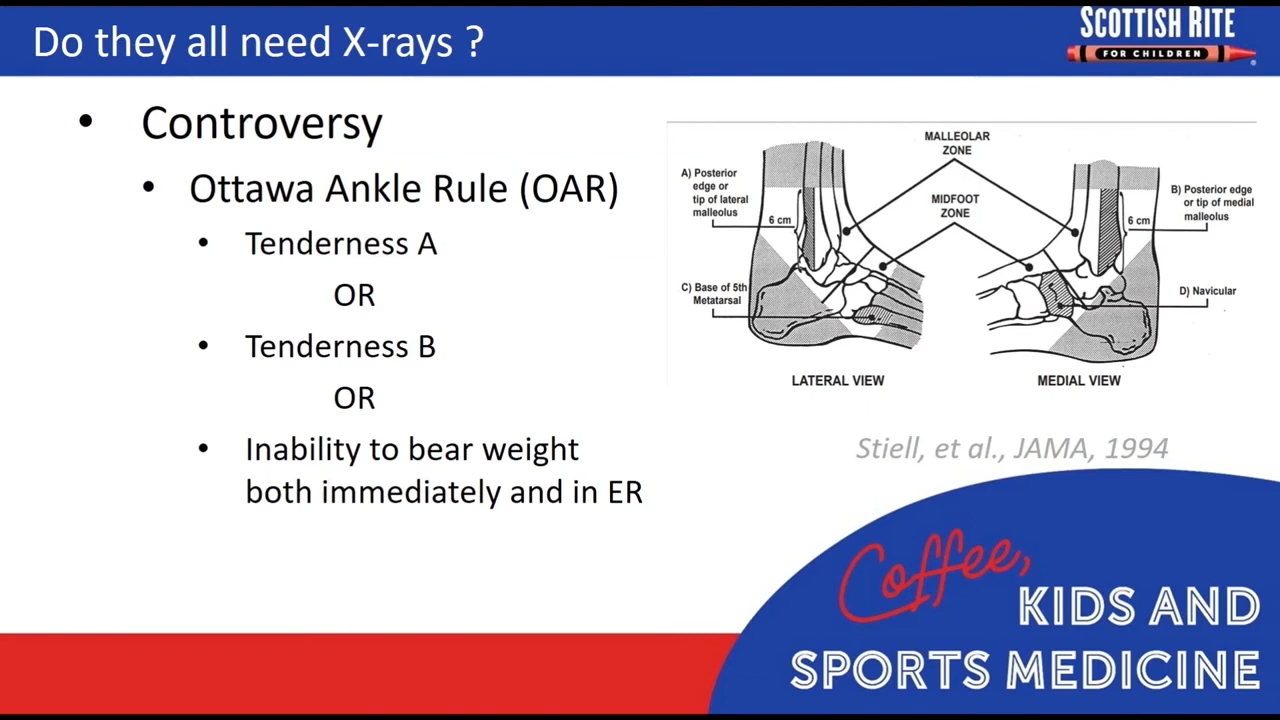 Do they all need X-rays ?
SCOTTISH RITE
FOR CHILDREN
• Controversy
• Ottawa Ankle Rule (OAR)
• Tenderness A
OR
• Tenderness B
OR
• Inability to bear weight
both immediately and in ER
MALLEOLAR
ZONE
A) Posterior
edge or
tip of lateral
malleolus
6 cm
MIDFOOT
ZONE
B) Posterior edge
or tip of medial
malleolus
6 cm
C) Base of 5th
Metatarsal
D) Navicular
LATERAL VIEW
MEDIAL VIEW
Stiell, et al., JAMA, 1994
Coffee,
KIDS AND
SPORTS MEDICINE